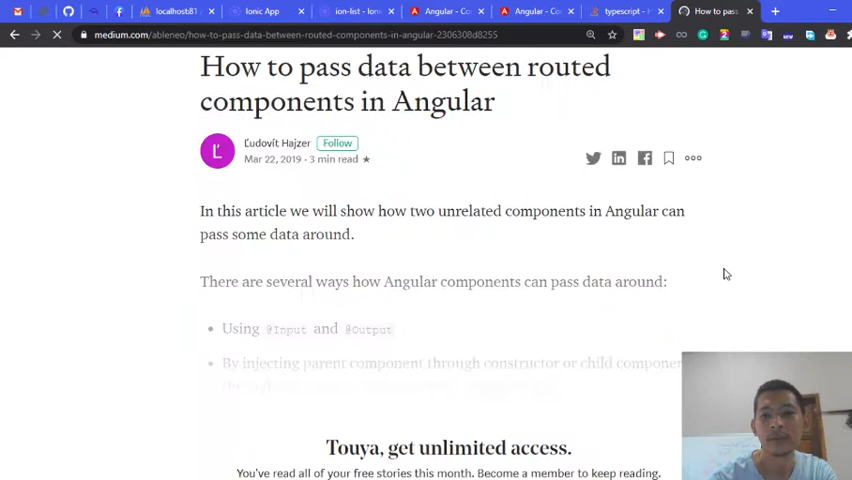 localhost:81
Ionic App
ion-list - Ioni
Angular - Co
Angular - Co
typescript - H
How to pass
medium.com/ableneo/how-to-pass-data-between-routed-components-in-angular-2306308d8255
How to pass data between routed
components in Angular
Ľ
Ľudovít Hajzer Follow
Mar 22, 2019 · 3 min read ★
In this article we will show how two unrelated components in Angular can
pass some data around.
There are several ways how Angular components can pass data around:
• Using @Input and @Output
• By injecting parent component through constructor or child componen
Touya, get unlimited access.
You've read all of your free stories this month. Become a member to keep reading.